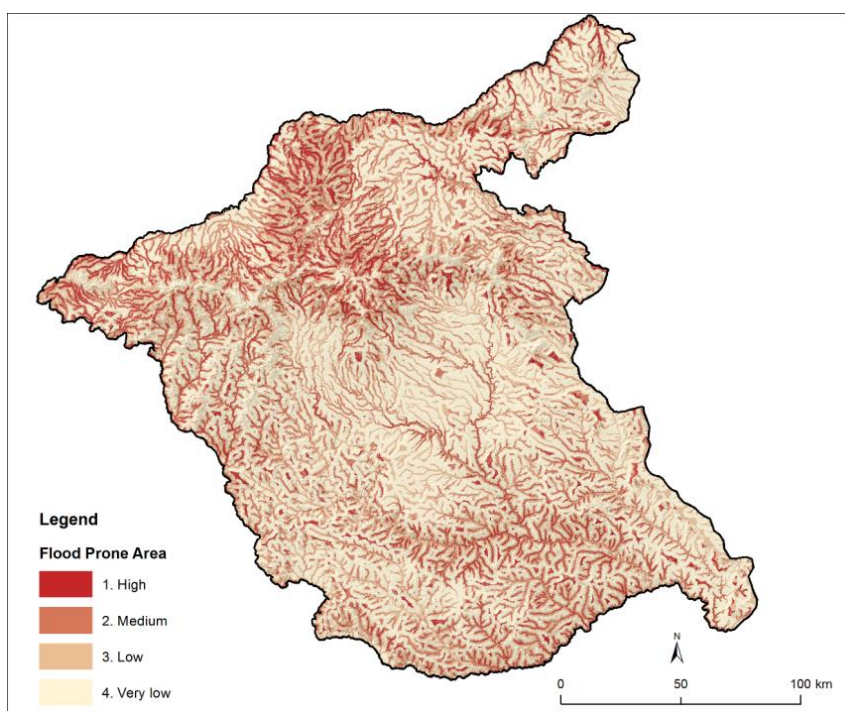 Legend
Flood Prone Area
1. High
2. Medium
3. Low
4. Very low
N
0 50 100 km